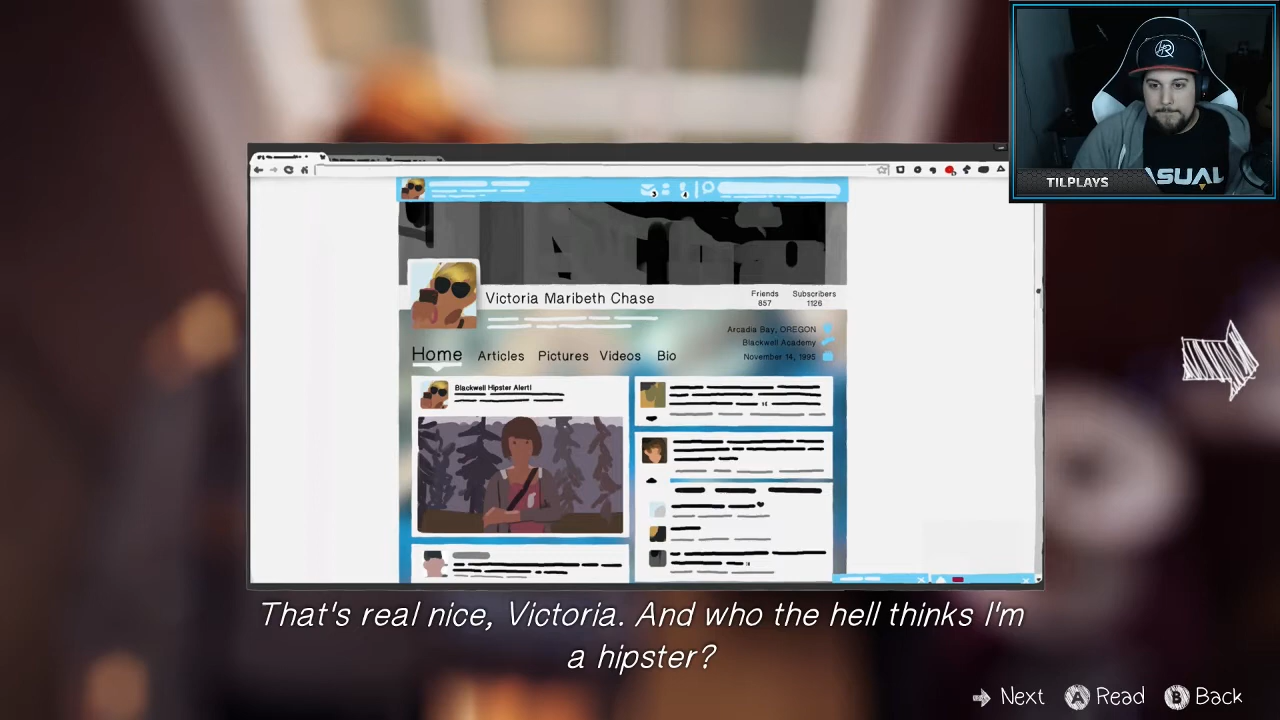 TILPLAYS
ASUAL
Victoria Maribeth Chase
Friends
857
Subscribers
1126
Arcadia Bay, OREGON
Blackwell Academy
November 14, 1995
Home Articles Pictures Videos Bio
Blackwell Hipster Alert!
That's real nice, Victoria. And who the hell thinks I'm
a hipster?
Next A Read B Back